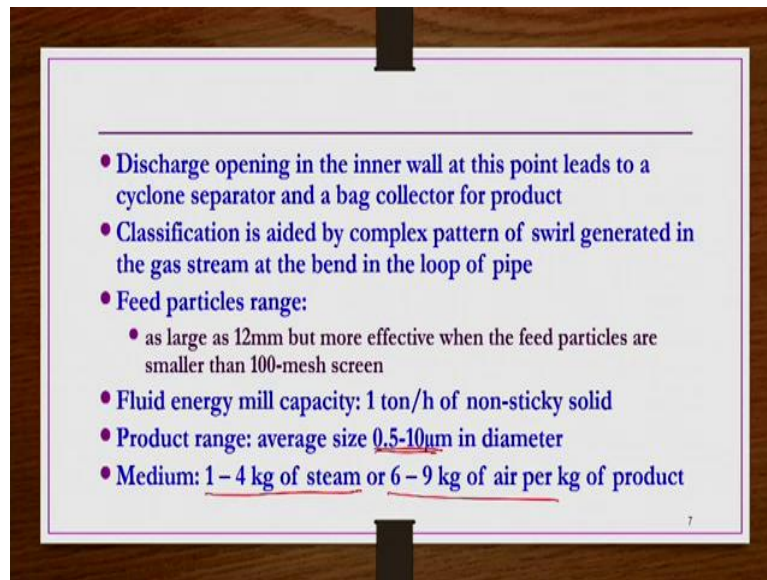 • Discharge opening in the inner wall at this point leads to a
cyclone separator and a bag collector for product
• Classification is aided by complex pattern of swirl generated in
the gas stream at the bend in the loop of pipe
• Feed particles range:
• as large as 12mm but more effective when the feed particles are
smaller than 100-mesh screen
• Fluid energy mill capacity: 1 ton/h of non-sticky solid
• Product range: average size 0.5-10μm in diameter
• Medium: 1 – 4 kg of steam or 6 – 9 kg of air per kg of product
7